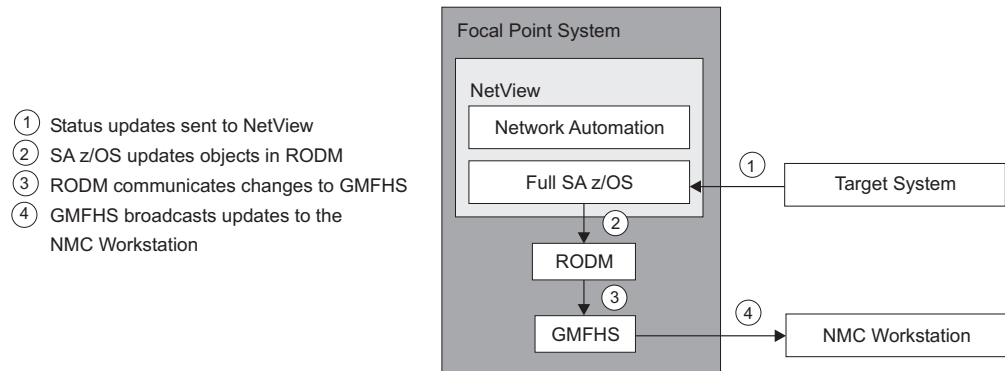 1 Status updates sent to NetView
2 SA z/OS updates objects in RODM
3 RODM communicates changes to GMFHS
4 GMFHS broadcasts updates to the
NMC Workstation
Focal Point System
NetView
Network Automation
Full SA z/OS
1
Target System
2
RODM
3
GMFHS
4
NMC Workstation